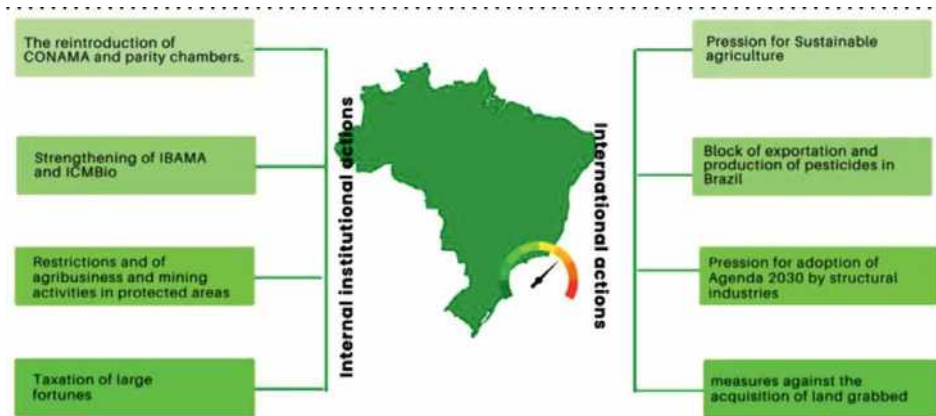 The reintroduction of
CONAMA and parity chambers.
Strengthening of IBAMA
and ICMBio
Restrictions and of
agribusiness and mining
activities in protected areas
Taxation of large
fortunes
Internal institutional actions
International actions
Pression for Sustainable
agriculture
Block of exportation and
production of pesticides in
Brazil
Pression for adoption of
Agenda 2030 by structural
industries
measures against the
acquisition of land grabbed